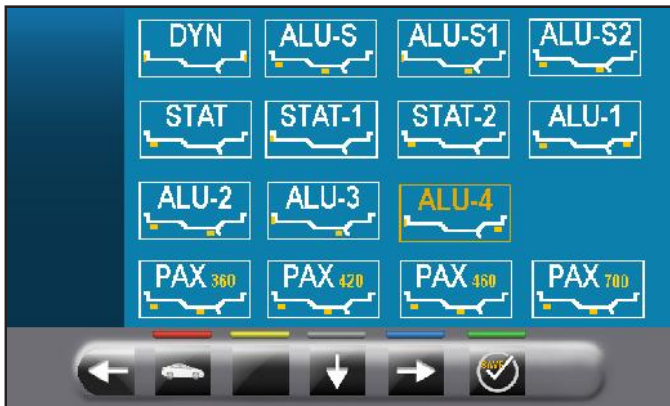 DYN ALU-S ALU-S1 ALU-S2
STAT STAT-1 STAT-2 ALU-1
ALU-2 ALU-3 ALU-4
PAX 360 PAX 420 PAX 460 PAX 700
SAVE